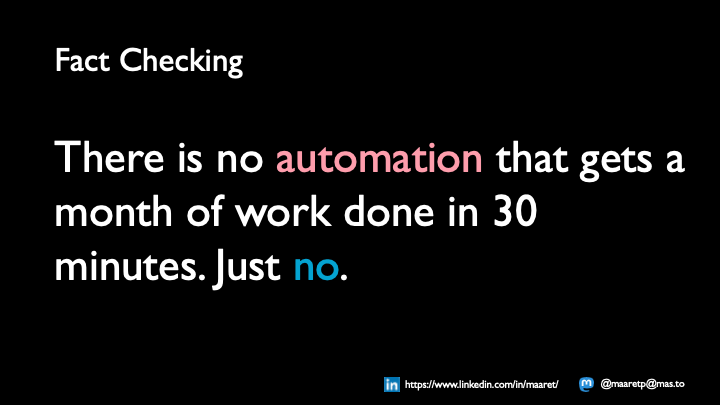 Fact Checking
There is no automation that gets a
month of work done in 30
minutes. Just no.
in https://www.linkedin.com/in/maaret/ m @maaretp@mas.to